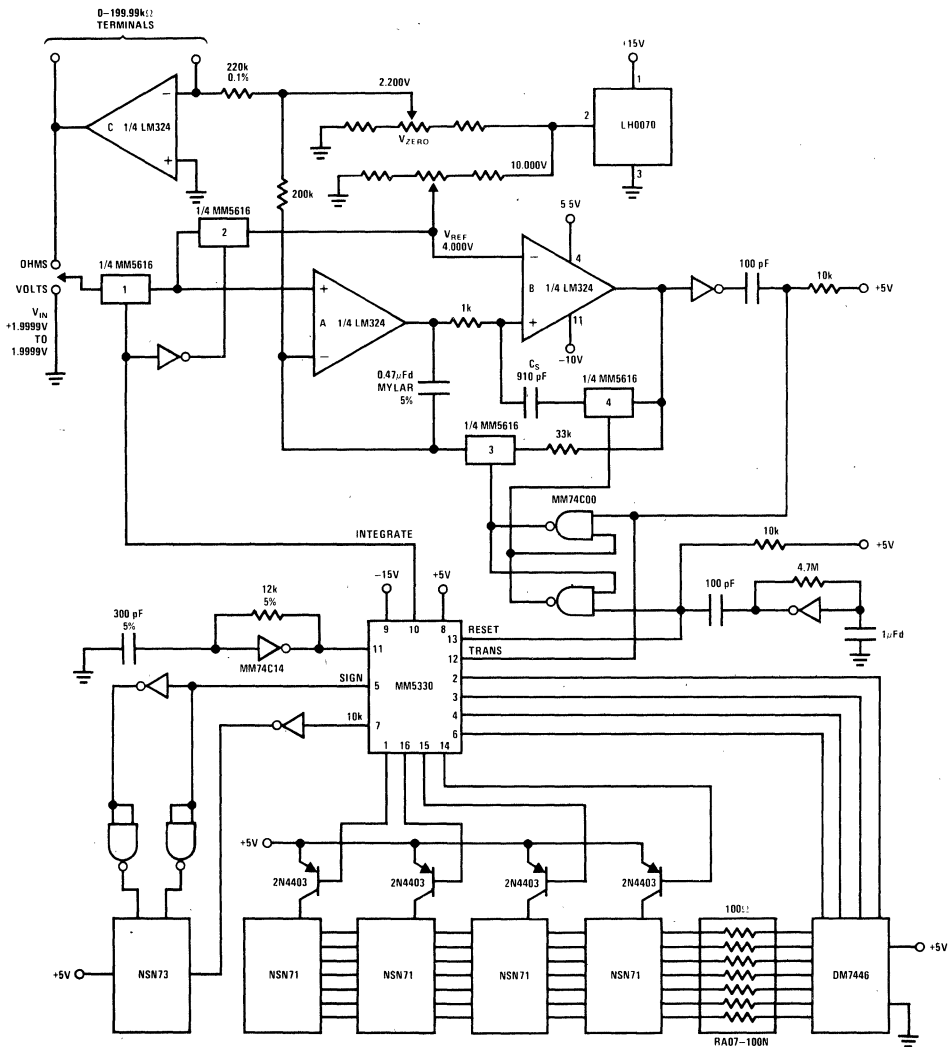 0-199.99kΩ
TERMINALS
220k
0.1%
2.200V
+15V
1
LH0070
2
3
C
1/4 LM324
-
+
VZERO
10.000V
200k
1/4 MM5616
2
VREF
4.000V
5 5V
4
OHMS
VOLTS
1/4 MM5616
1
VIN
+1.9999V
TO
1.9999V
+
A
1/4 LM324
-
1k
-
B
1/4 LM324
+
11
-10V
100 pF
10k
+5V
0.47µFd
MYLAR
5%
CS
910 pF
1/4 MM5616
4
1/4 MM5616
3
33k
MM74C00
INTEGRATE
10k
+5V
4.7M
100 pF
1µFd
-15V
+5V
12k
5%
300 pF
5%
MM74C14
9
10
8
13
RESET
11
12
TRANS
SIGN
5
MM5330
2
3
10k
7
4
6
1
16
15
14
+5V
2N4403
2N4403
2N4403
2N4403
100Ω
+5V
NSN73
NSN71
NSN71
NSN71
NSN71
DM7446
+5V
RA07-100N